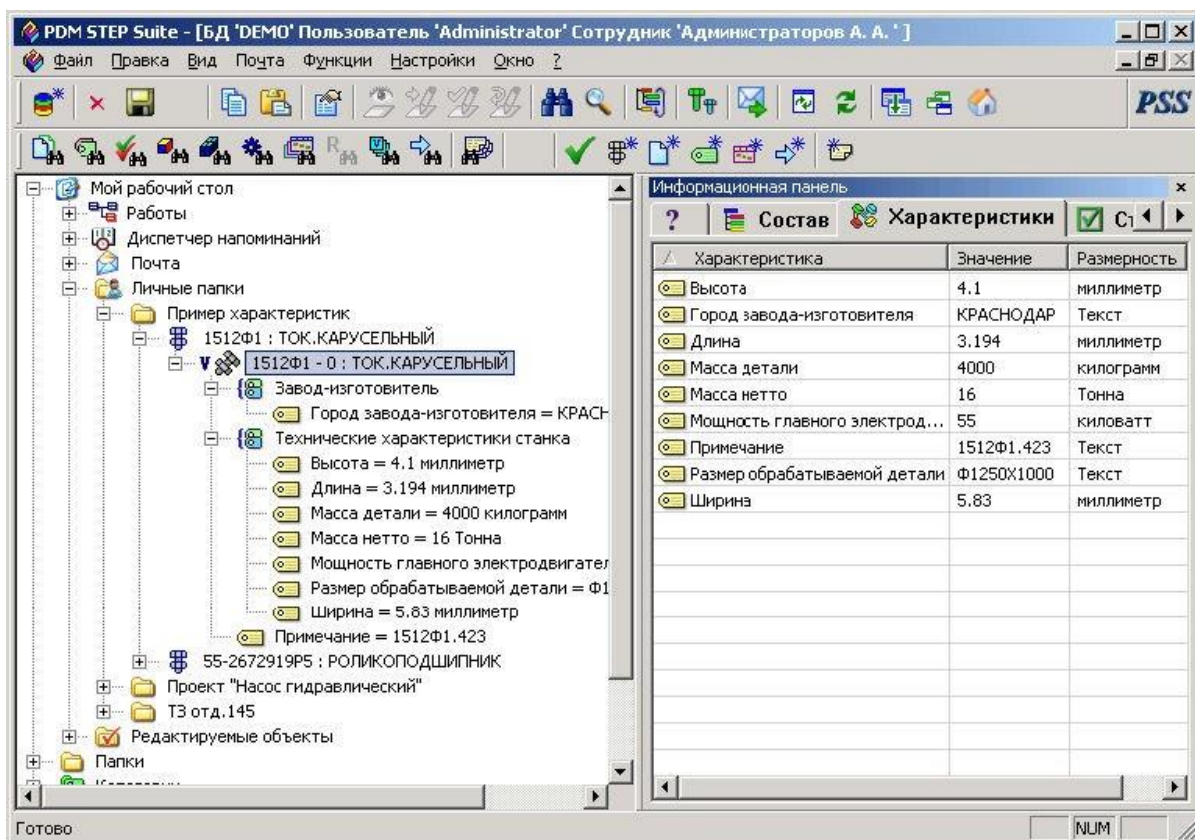 PDM STEP Suite - [БД 'DEMO' Пользователь 'Administrator' Сотрудник 'Администраторов А. А. ' ]
Файл Правка Вид Почта Функции Настройки Окно ?
PSS
Мой рабочий стол
Работы
Диспетчер напоминаний
Почта
Личные папки
Пример характеристик
1512Ф1 : ТОК.КАРУСЕЛЬНЫЙ
1512Ф1 - 0 : ТОК.КАРУСЕЛЬНЫЙ
Завод-изготовитель
Город завода-изготовителя = КРАСН
Технические характеристики станка
Высота = 4.1 миллиметр
Длина = 3.194 миллиметр
Масса детали = 4000 килограмм
Масса нетто = 16 Тонна
Мощность главного электродвигател
Размер обрабатываемой детали = Ф1
Ширина = 5.83 миллиметр
Примечание = 1512Ф1.423
55-2672919Р5 : РОЛИКОПОДШИПНИК
Проект "Насос гидравлический"
ТЗ отд.145
Редактируемые объекты
Папки
Информационная панель
? Состав Характеристики Ст
Характеристика Значение Размерность
Высота 4.1 миллиметр
Город завода-изготовителя КРАСНОДАР Текст
Длина 3.194 миллиметр
Масса детали 4000 килограмм
Масса нетто 16 Тонна
Мощность главного электрод... 55 киловатт
Примечание 1512Ф1.423 Текст
Размер обрабатываемой детали Ф1250Х1000 Текст
Ширина 5.83 миллиметр
Готово
NUM